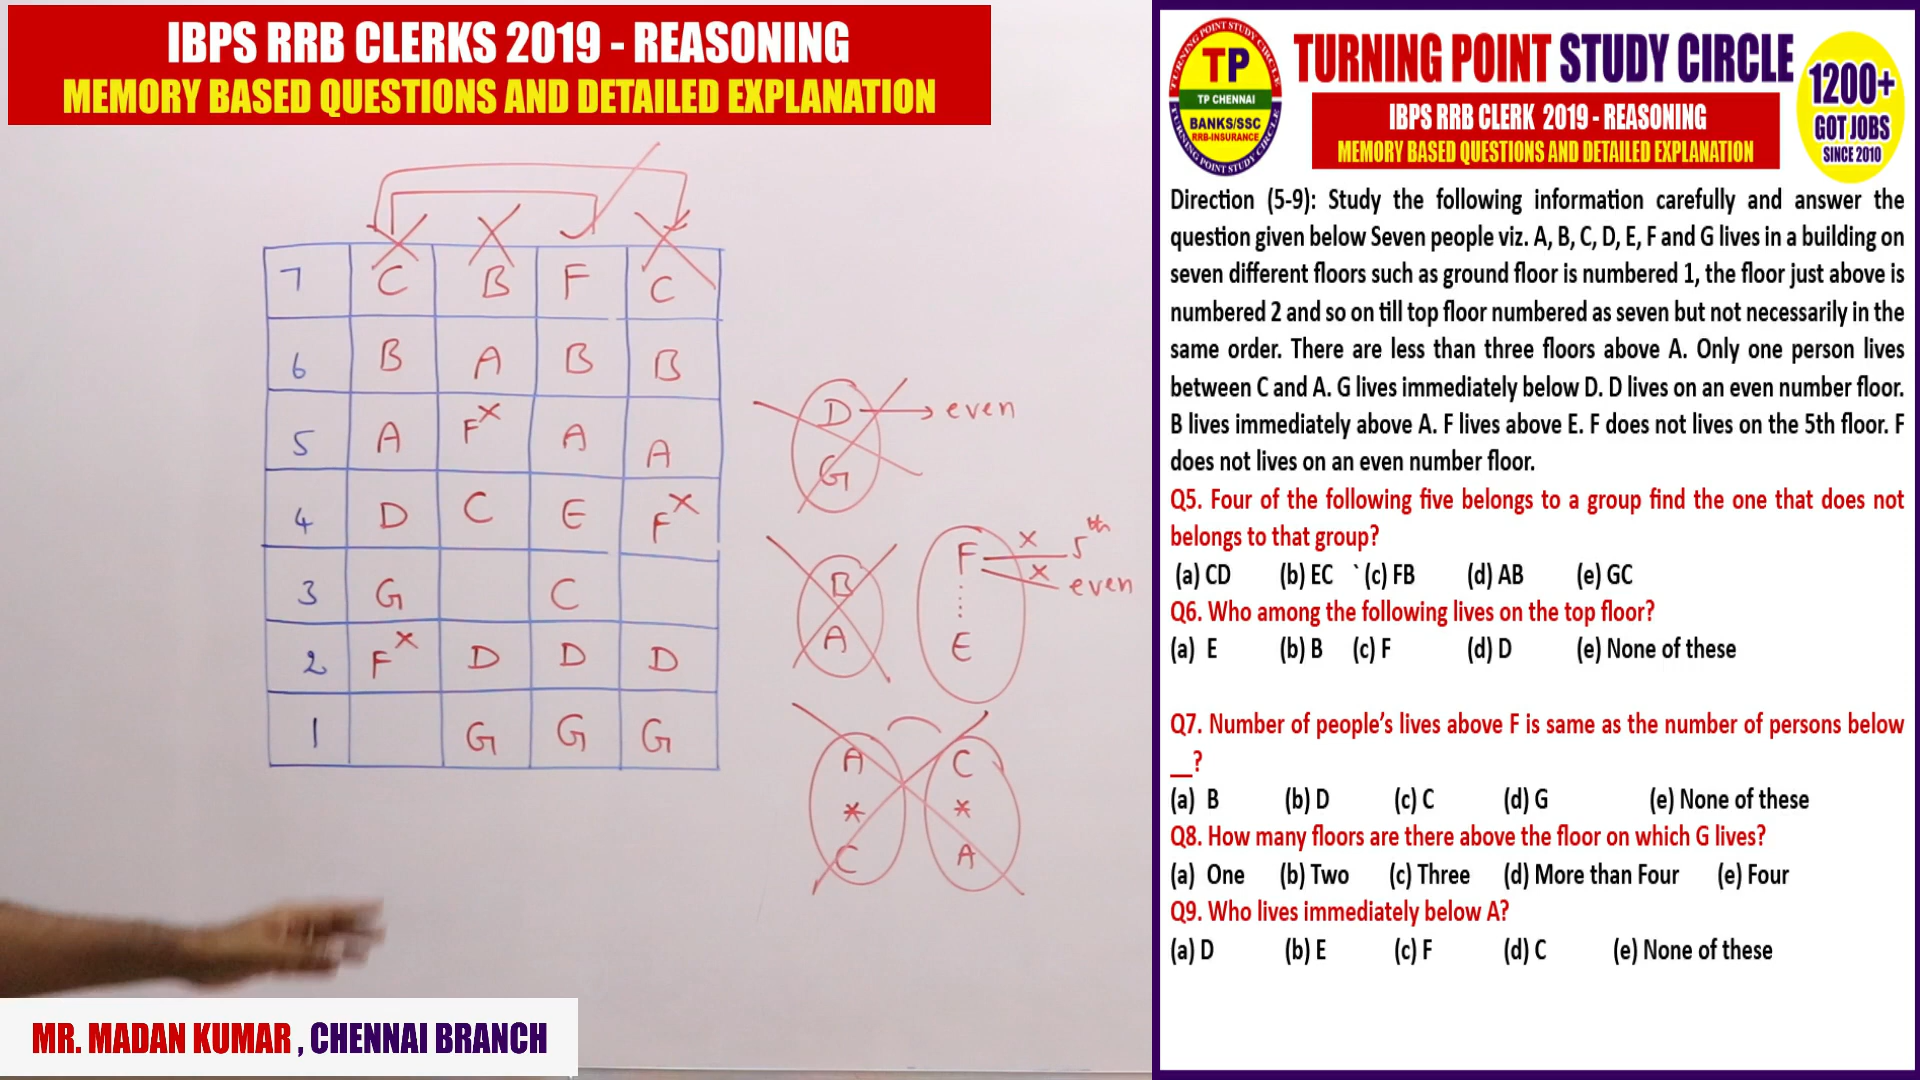 IBPS RRB CLERKS 2019 - REASONING
MEMORY BASED QUESTIONS AND DETAILED EXPLANATION
7 C B F C
6 B A B B
5 A F x A A
4 D C E F x
3 G C
2 F x D D D
1 G G G
D → even
G
B
A
F x 5th
x even
E
A C
* *
C A
MR. MADAN KUMAR , CHENNAI BRANCH
TURNING POINT STUDY CIRCLE
TP
TP CHENNAI
BANKS/SSC
RRB-INSURANCE
TURNING POINT STUDY CIRCLE
TURNING POINT STUDY CIRCLE
1200+
GOT JOBS
SINCE 2010
IBPS RRB CLERK 2019 - REASONING
MEMORY BASED QUESTIONS AND DETAILED EXPLANATION
Direction (5-9): Study the following information carefully and answer the
question given below Seven people viz. A, B, C, D, E, F and G lives in a building on
seven different floors such as ground floor is numbered 1, the floor just above is
numbered 2 and so on till top floor numbered as seven but not necessarily in the
same order. There are less than three floors above A. Only one person lives
between C and A. G lives immediately below D. D lives on an even number floor.
B lives immediately above A. F lives above E. F does not lives on the 5th floor. F
does not lives on an even number floor.
Q5. Four of the following five belongs to a group find the one that does not
belongs to that group?
(a) CD (b) EC ` (c) FB (d) AB (e) GC
Q6. Who among the following lives on the top floor?
(a) E (b) B (c) F (d) D (e) None of these
Q7. Number of people's lives above F is same as the number of persons below
__?
(a) B (b) D (c) C (d) G (e) None of these
Q8. How many floors are there above the floor on which G lives?
(a) One (b) Two (c) Three (d) More than Four (e) Four
Q9. Who lives immediately below A?
(a) D (b) E (c) F (d) C (e) None of these